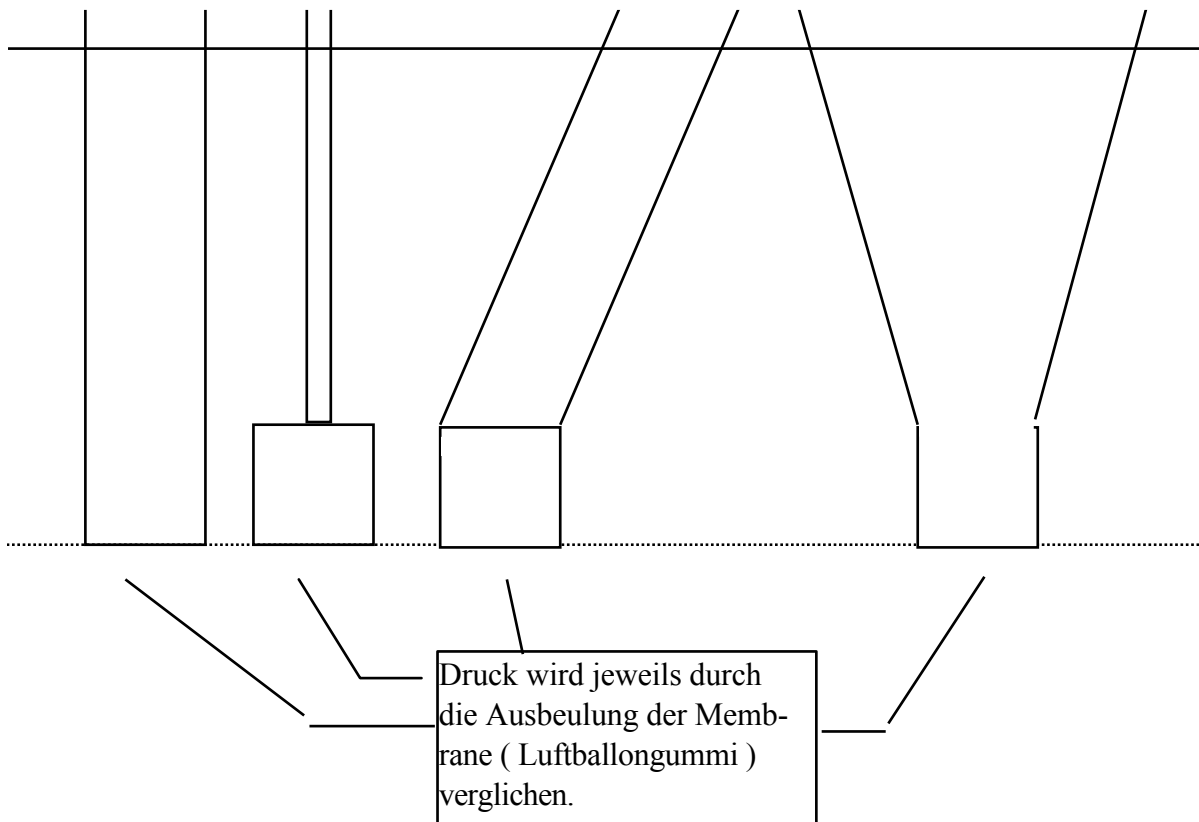 Druck wird jeweils durch
die Ausbeulung der Memb-
rane ( Luftballongummi )
verglichen.